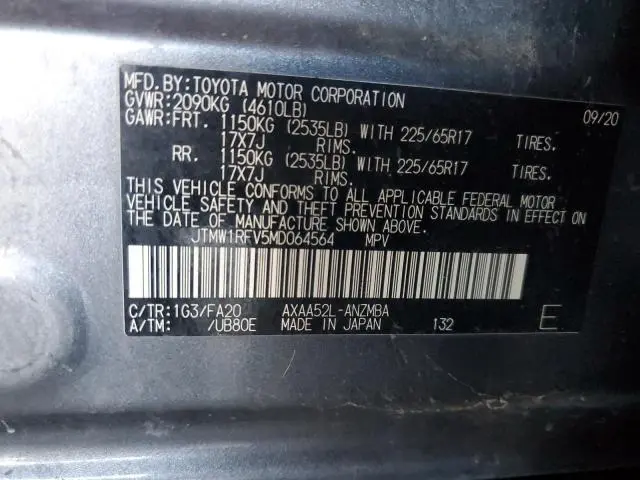 MFD.BY:TOYOTA MOTOR CORPORATION 09/20
GVWR:2090KG (4610LB)
GAWR:FRT. 1150KG (2535LB) WITH 225/65R17 TIRES.
17X7J RIMS.
RR. 1150KG (2535LB) WITH 225/65R17 TIRES.
17X7J RIMS.
THIS VEHICLE CONFORMS TO ALL APPLICABLE FEDERAL MOTOR
VEHICLE SAFETY AND THEFT PREVENTION STANDARDS IN EFFECT ON
THE DATE OF MANUFACTURE SHOWN ABOVE.
JTMW1RFV5MD064564 MPV
C/TR:1G3/FA20 AXAA52L-ANZMBA E
A/TM: /UB80E MADE IN JAPAN 132